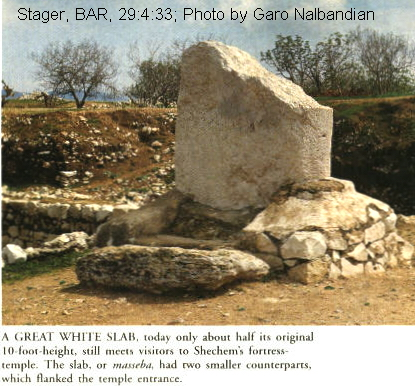 Stager, BAR, 29:4:33; Photo by Garo Nalbandian
A GREAT WHITE SLAB, today only about half its original
10-foot-height, still meets visitors to Shechem's fortress-
temple. The slab, or masseba, had two smaller counterparts,
which flanked the temple entrance.